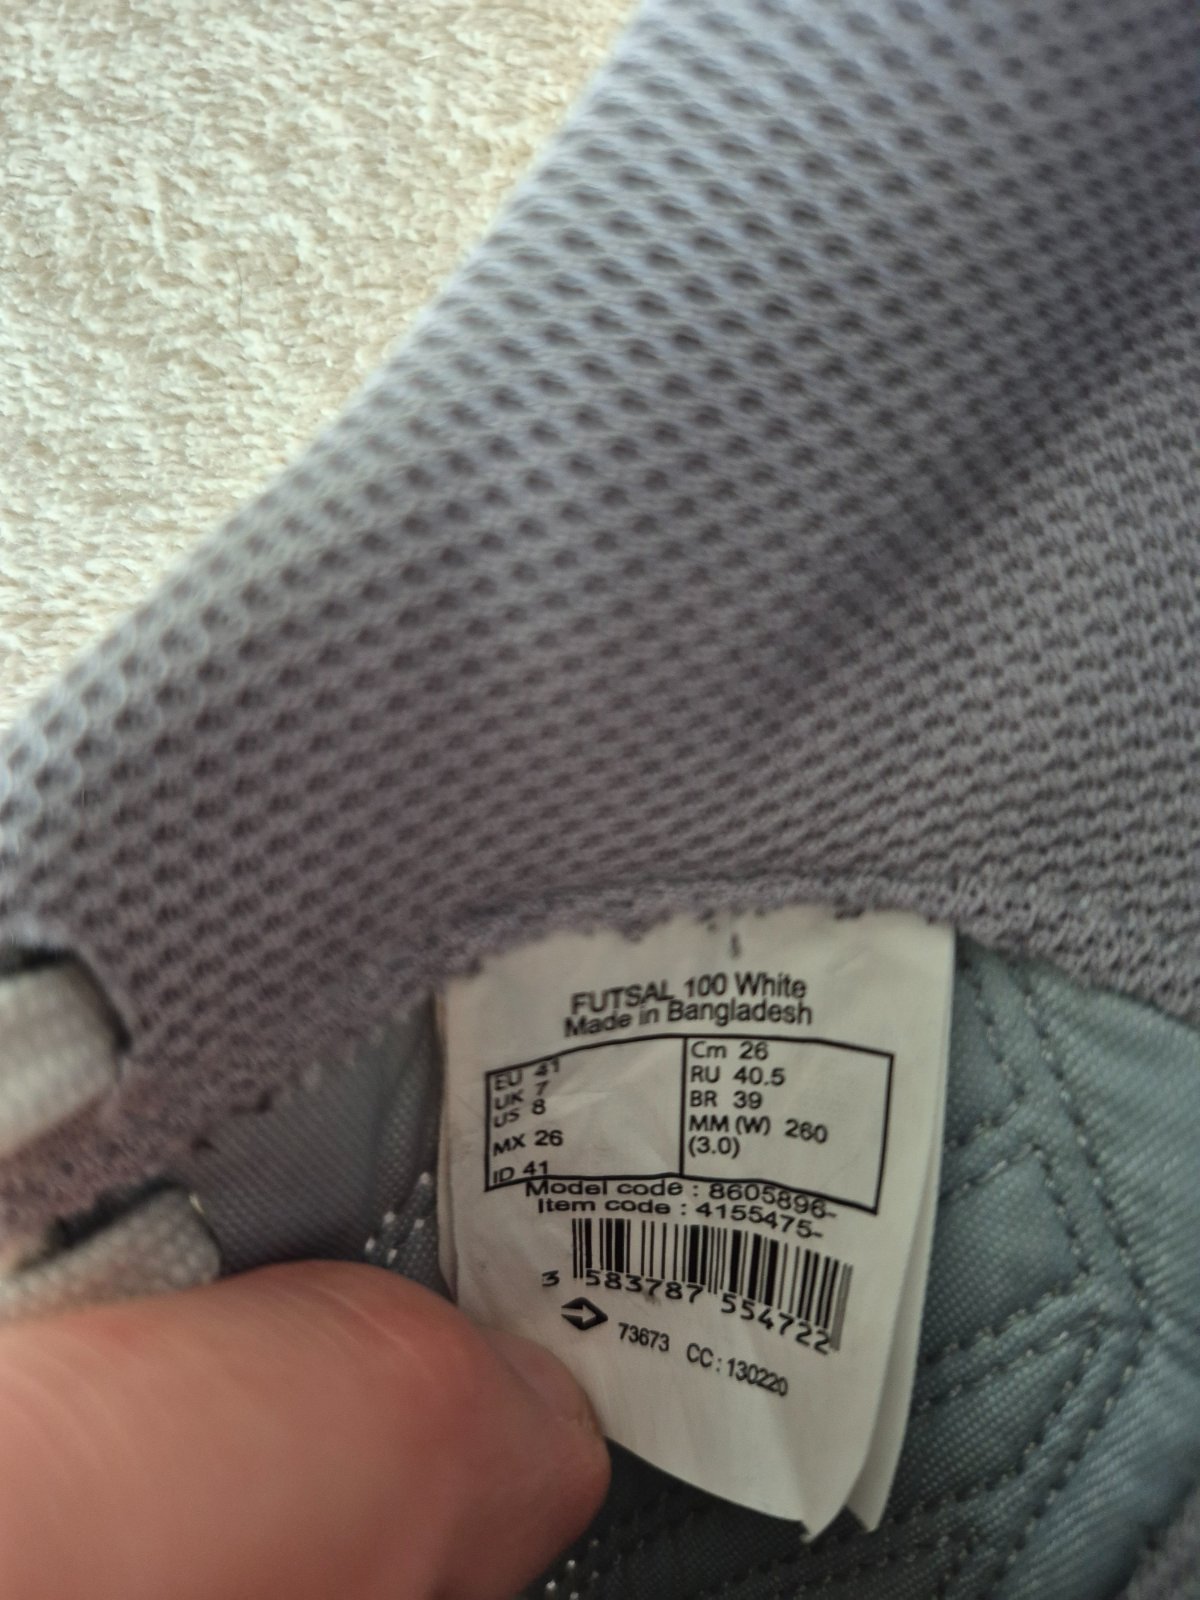 FUTSAL 100 White
Made in Bangladesh
EU 41
UK 7
US 8
MX 26
ID 41
Cm 26
RU 40.5
BR 39
MM (W) 260
(3.0)
Model code : 8605896-
Item code : 4155475-
3 583787 554722
73673 CC : 130220